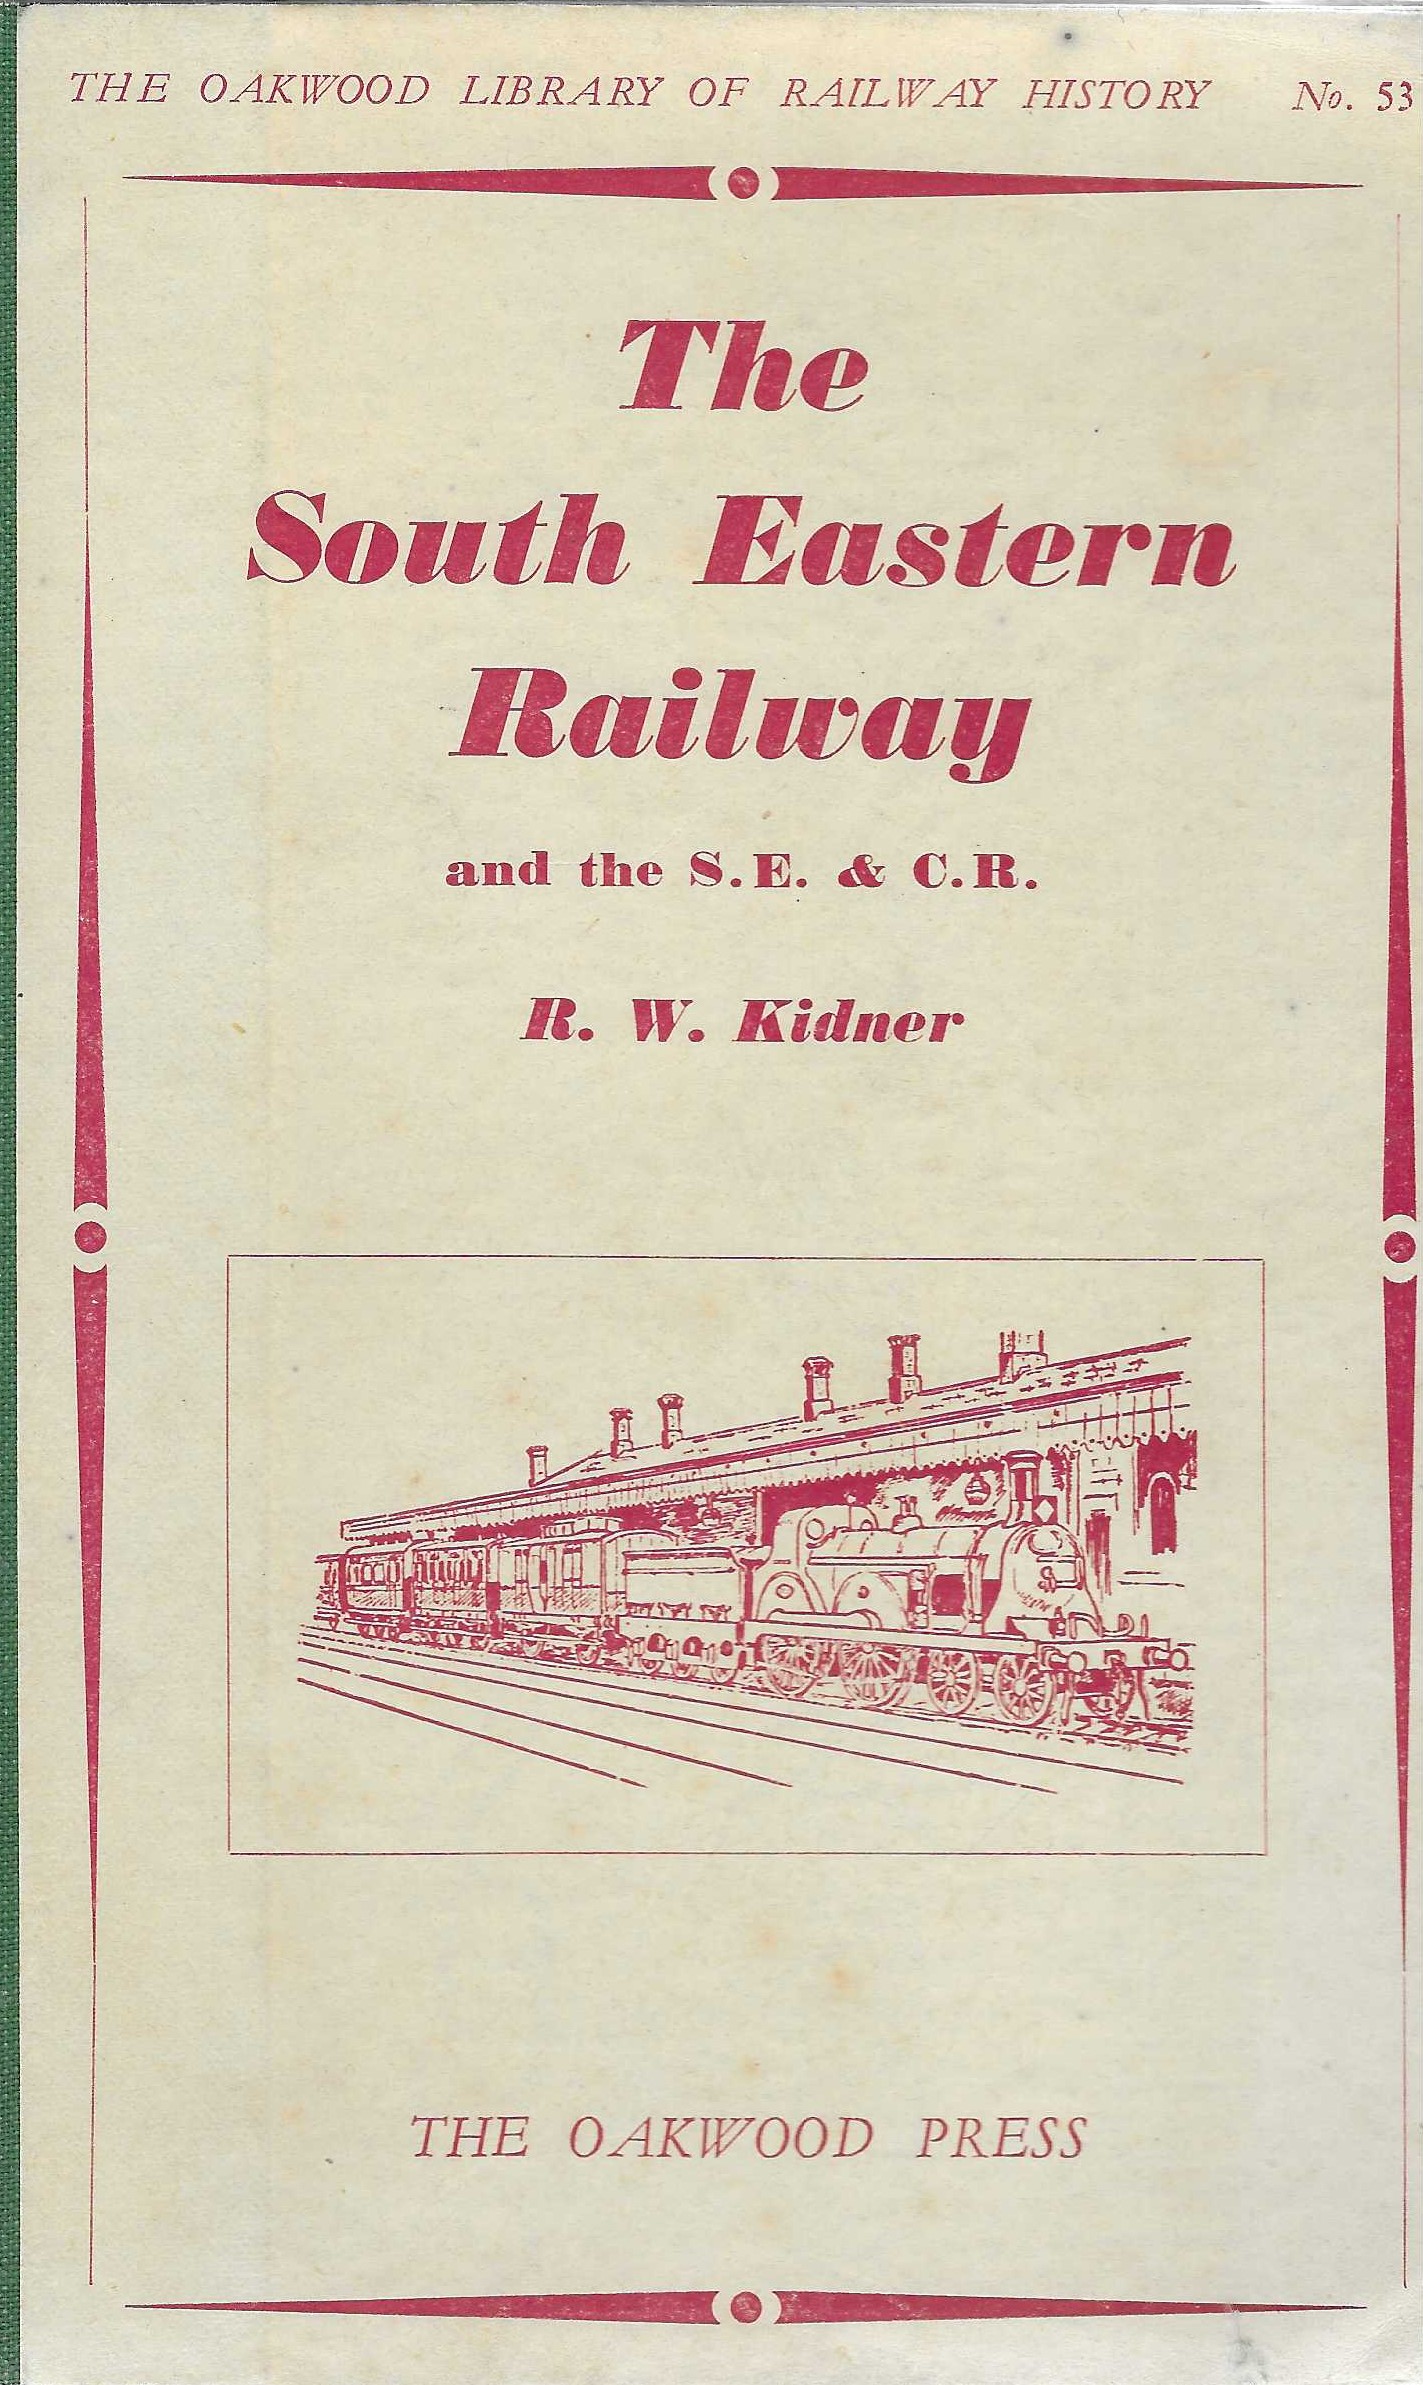 THE OAKWOOD LIBRARY OF RAILWAY HISTORY No. 53
The
South Eastern
Railway
and the S.E. & C.R.
R. W. Kidner
THE OAKWOOD PRESS